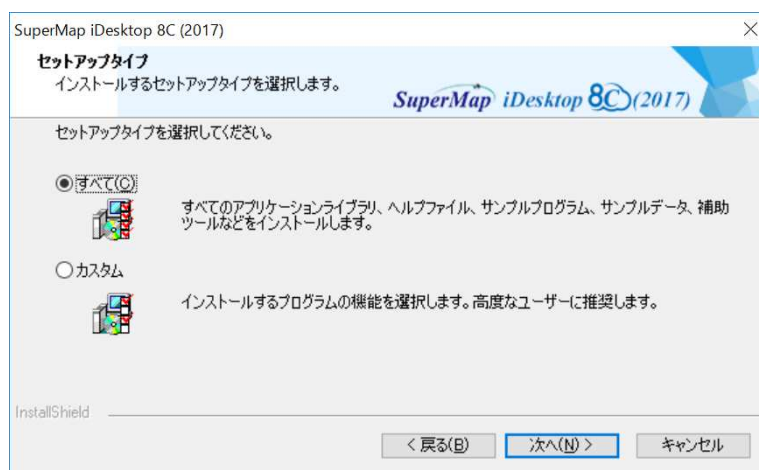 SuperMap iDesktop 8C (2017)
セットアップタイプ
インストールするセットアップタイプを選択します。
SuperMap iDesktop 8C (2017)
セットアップタイプを選択してください。
すべて(C)
すべてのアプリケーションライブラリ、ヘルプファイル、サンプルプログラム、サンプルデータ、補助
ツールなどをインストールします。
カスタム
インストールするプログラムの機能を選択します。高度なユーザーに推奨します。
InstallShield
< 戻る(B)
次へ(N) >
キャンセル